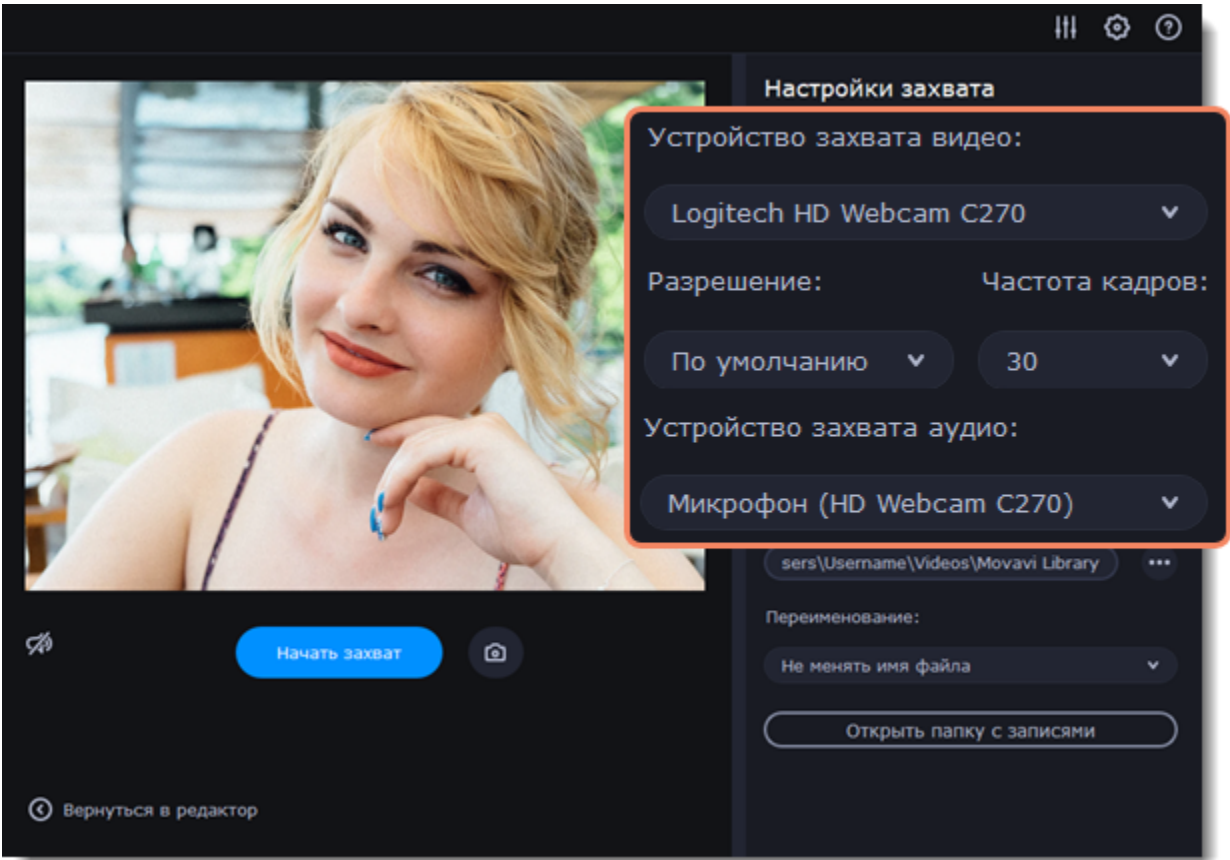 Настройки захвата
Устройство захвата видео:
Logitech HD Webcam C270
Разрешение: Частота кадров:
По умолчанию 30
Устройство захвата аудио:
Микрофон (HD Webcam C270)
sers\Username\Videos\Movavi Library
Переименование:
Начать захват
Не менять имя файла
Открыть папку с записями
Вернуться в редактор